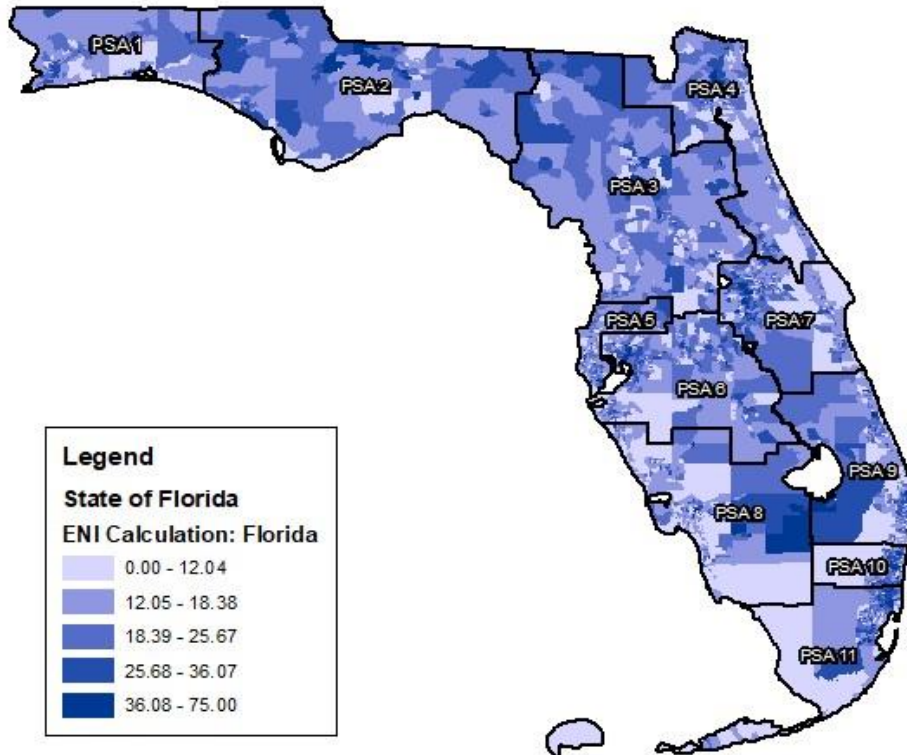 PSA 1
PSA 2
PSA 4
PSA 3
PSA 5
PSA 7
PSA 6
PSA 9
PSA 8
PSA 10
PSA 11
Legend
State of Florida
ENI Calculation: Florida
0.00 - 12.04
12.05 - 18.38
18.39 - 25.67
25.68 - 36.07
36.08 - 75.00